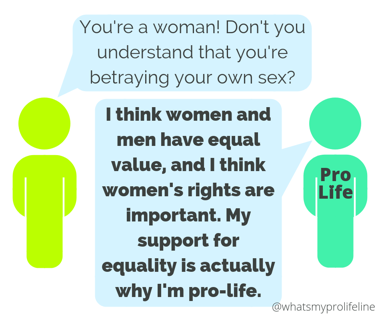 You're a woman! Don't you
understand that you're
betraying your own sex?
I think women and
men have equal
value, and I think
women's rights are
important. My
support for
equality is actually
why I'm pro-life.
Pro
Life
@whatsmyprolifeline